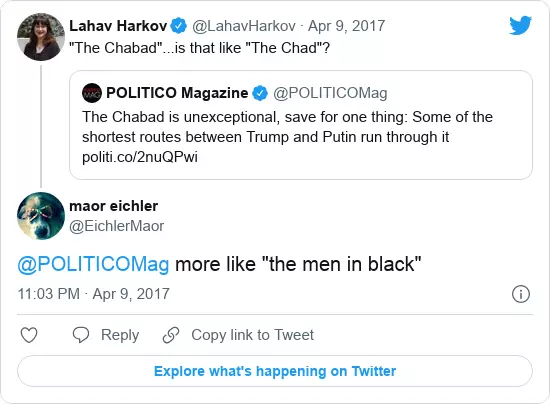 Lahav Harkov @LahavHarkov · Apr 9, 2017
"The Chabad"...is that like "The Chad"?
POLITICO Magazine @POLITICOMag
The Chabad is unexceptional, save for one thing: Some of the
shortest routes between Trump and Putin run through it
politi.co/2nuQPwi
maor eichler
@EichlerMaor
@POLITICOMag more like "the men in black"
11:03 PM · Apr 9, 2017
Reply Copy link to Tweet
Explore what's happening on Twitter